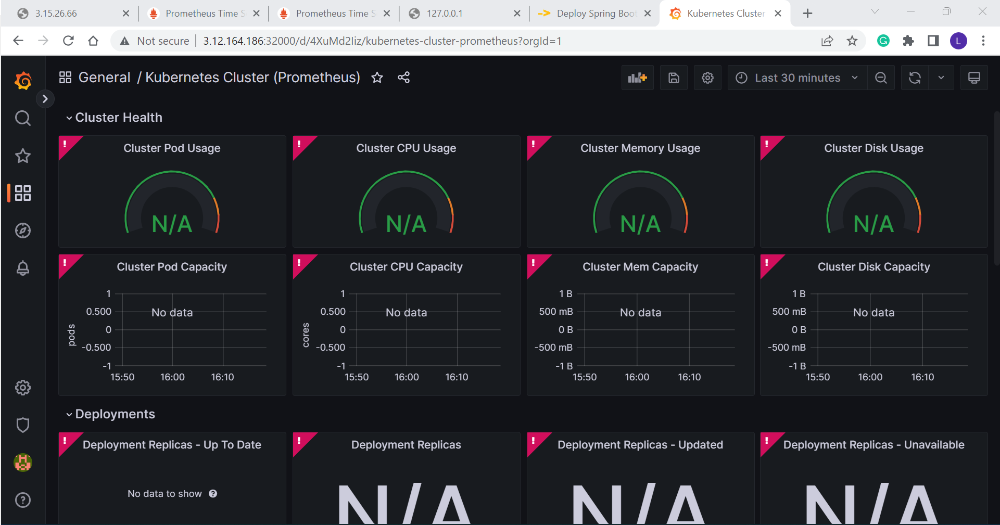 3.15.26.66
Prometheus Time S
Prometheus Time S
127.0.0.1
Deploy Spring Boot
Kubernetes Cluster
Not secure
3.12.164.186:32000/d/4XuMd2Iiz/kubernetes-cluster-prometheus?orgId=1
L
General / Kubernetes Cluster (Prometheus)
Last 30 minutes
Cluster Health
! Cluster Pod Usage
N/A
! Cluster CPU Usage
N/A
! Cluster Memory Usage
N/A
! Cluster Disk Usage
N/A
! Cluster Pod Capacity
pods
1
0.500
0
-0.500
-1
No data
15:50 16:00 16:10
! Cluster CPU Capacity
cores
1
0.500
0
-0.500
-1
No data
15:50 16:00 16:10
! Cluster Mem Capacity
1 B
500 mB
0 B
-500 mB
-1 B
No data
15:50 16:00 16:10
! Cluster Disk Capacity
1 B
500 mB
0 B
-500 mB
-1 B
No data
15:50 16:00 16:10
Deployments
! Deployment Replicas - Up To Date
No data to show ?
! Deployment Replicas
N/A
! Deployment Replicas - Updated
N/A
! Deployment Replicas - Unavailable
N/A